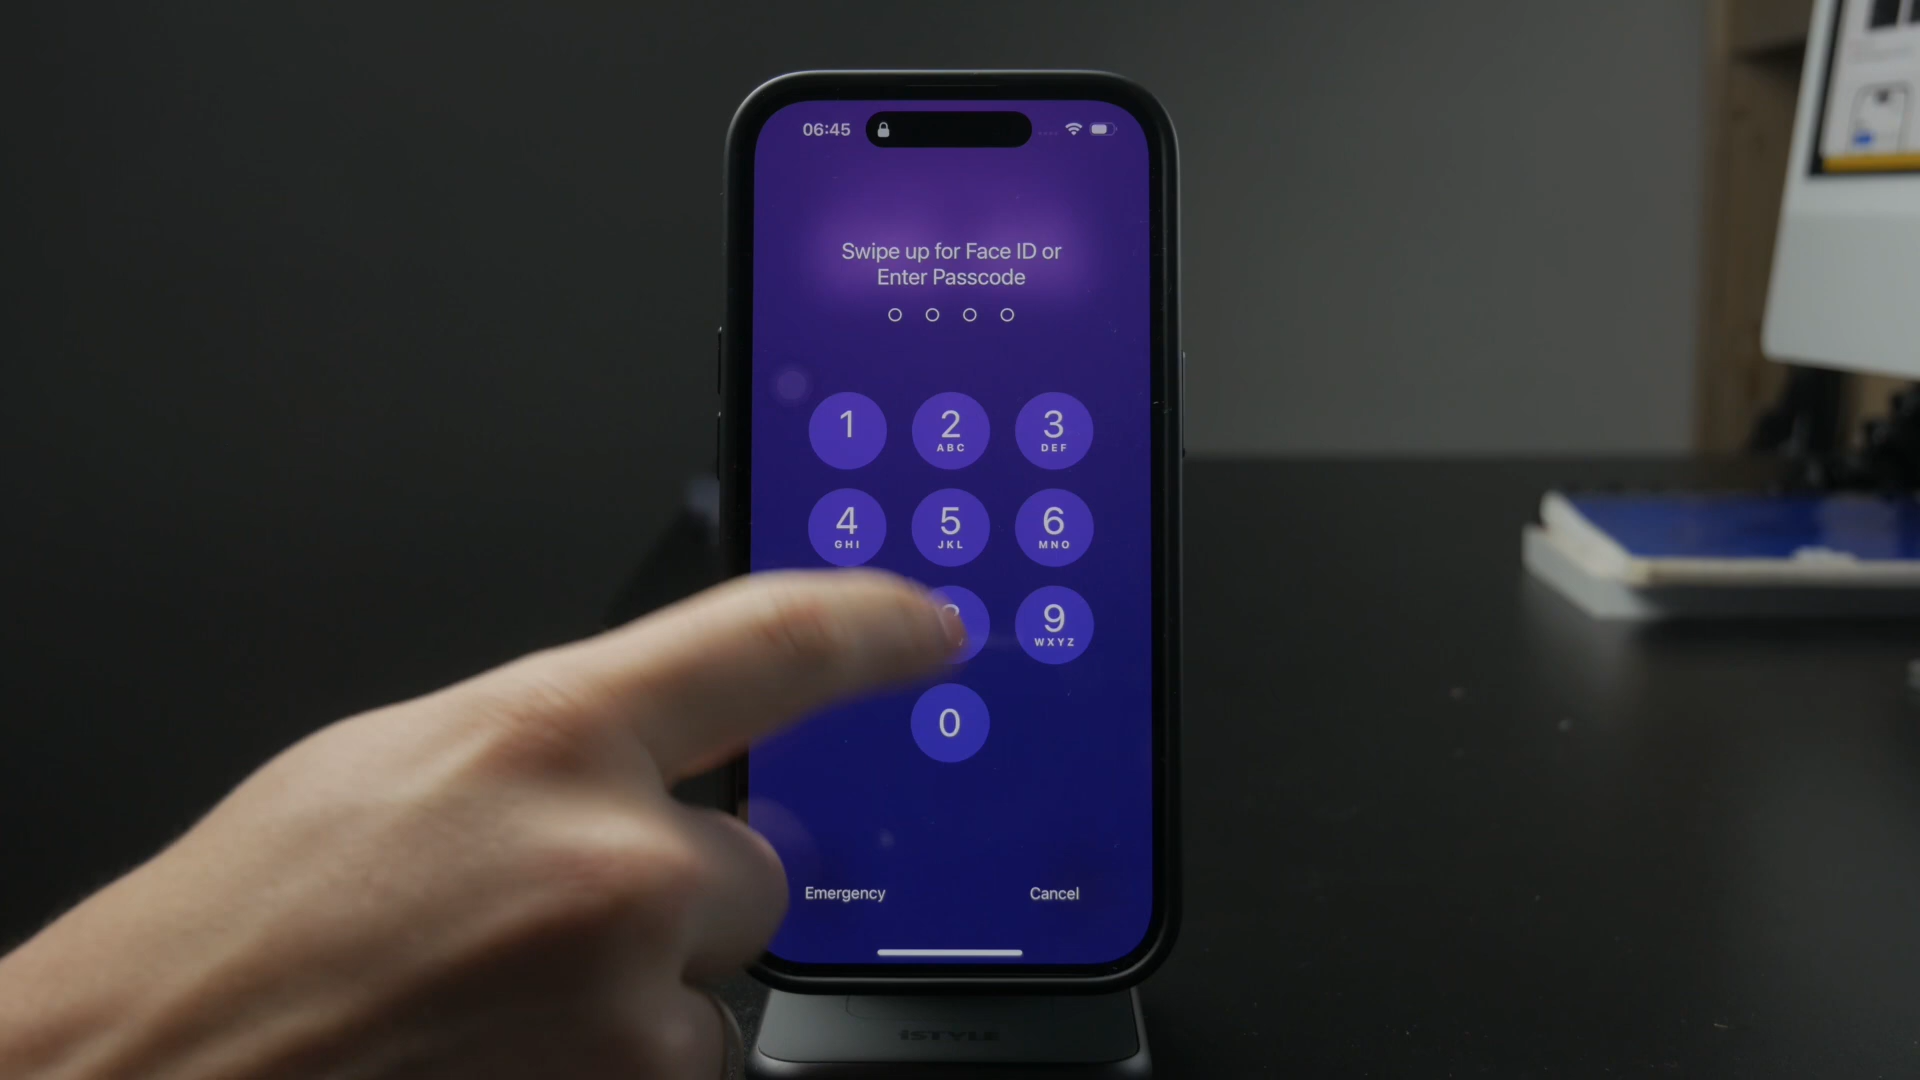 06:45
Swipe up for Face ID or
Enter Passcode
1 2 3
ABC DEF
4 5 6
GHI JKL MNO
9
WXYZ
0
Emergency Cancel
iSTYLE